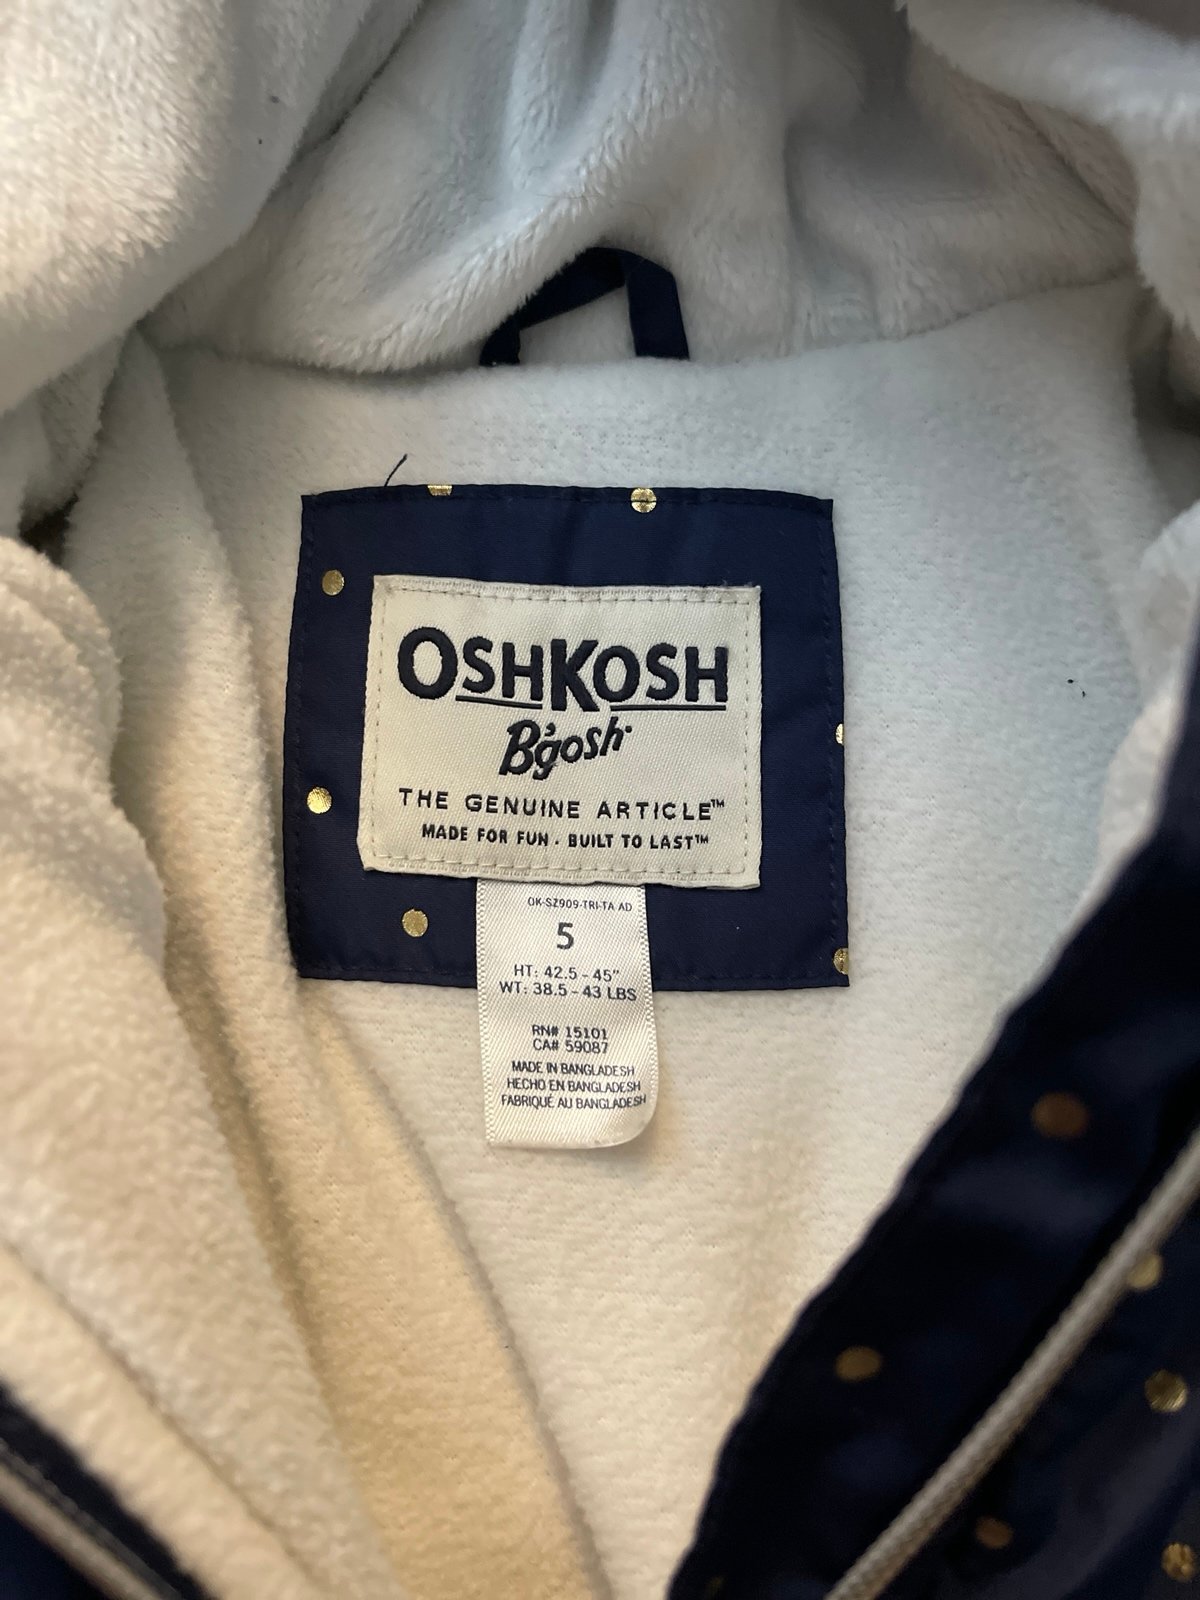 OSHKOSH
B'gosh
THE GENUINE ARTICLE™
MADE FOR FUN . BUILT TO LAST™
OK-SZ909-TRI-TA AD
5
HT: 42.5 - 45"
WT: 38.5 - 43 LBS
RN# 15101
CA# 59087
MADE IN BANGLADESH
HECHO EN BANGLADESH
FABRIQUÉ AU BANGLADESH